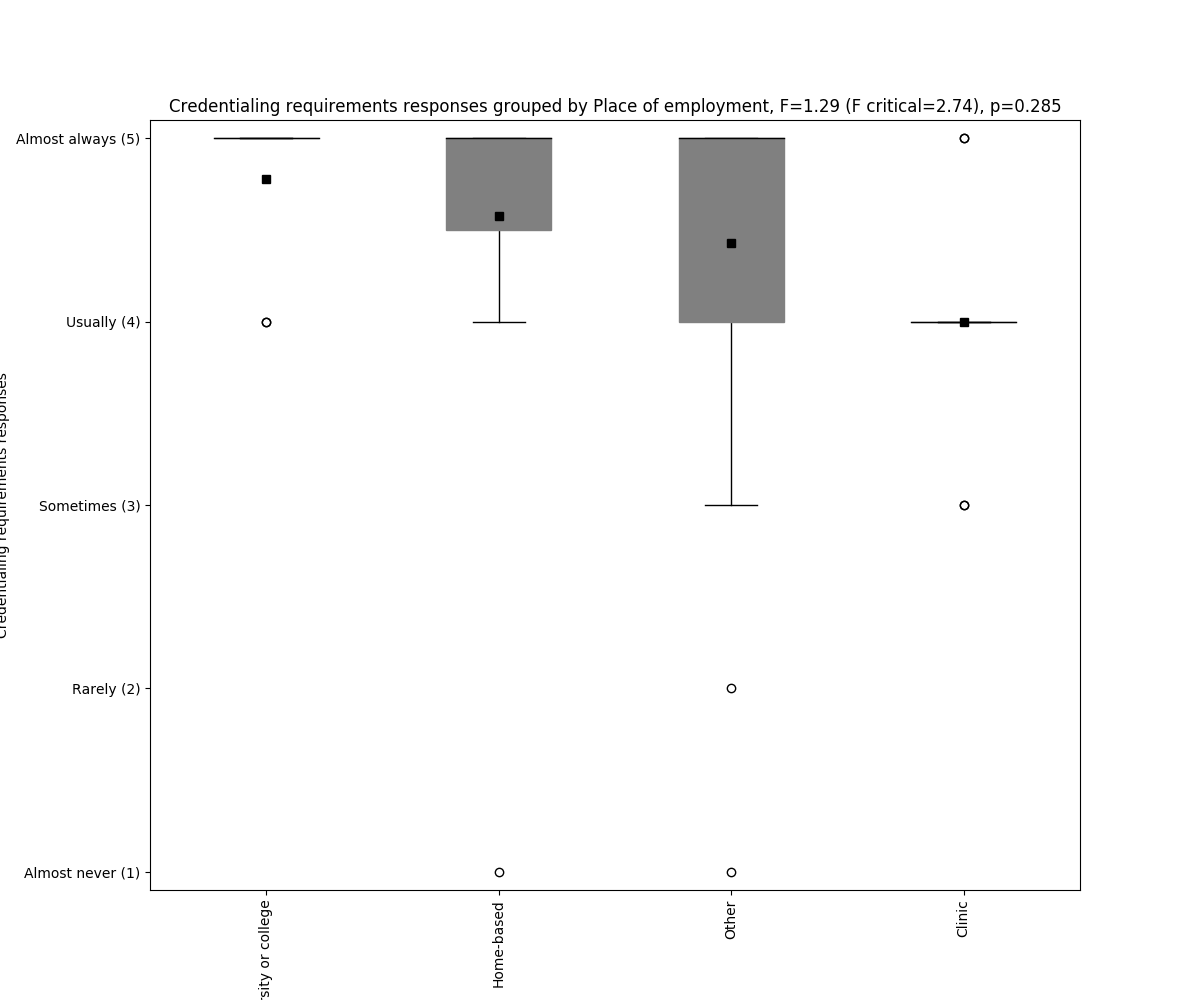 Credentialing requirements responses grouped by Place of employment, F=1.29 (F critical=2.74), p=0.285
Almost always (5)
Usually (4)
Sometimes (3)
Rarely (2)
Almost never (1)
Credentialing requirements responses
rsity or college
Home-based
Other
Clinic